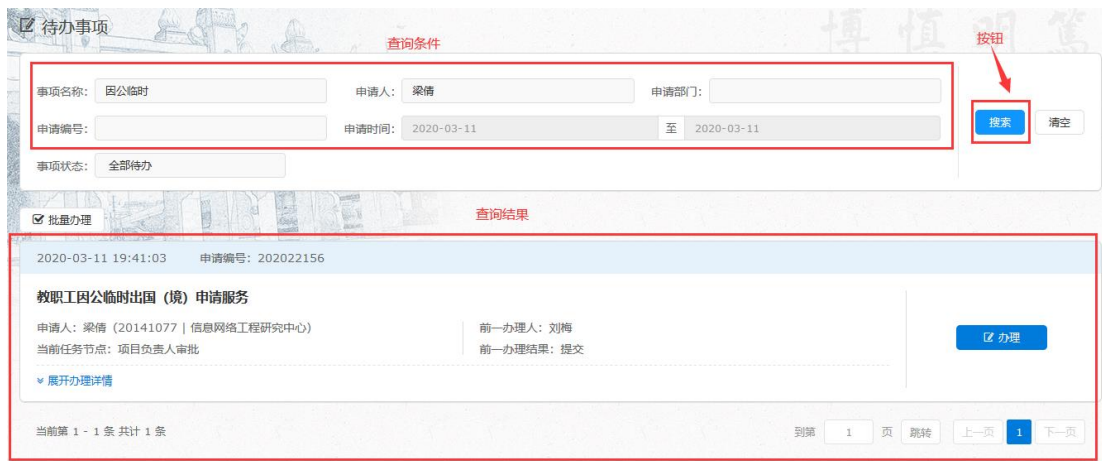 待办事项
博 慎 明 笃
查询条件
按钮
事项名称: 因公临时 申请人: 梁倩 申请部门:
申请编号: 申请时间: 2020-03-11 至 2020-03-11
搜索 清空
事项状态: 全部待办
批量办理
查询结果
2020-03-11 19:41:03 申请编号: 202022156
教职工因公临时出国（境）申请服务
申请人: 梁倩（20141077 | 信息网络工程研究中心） 前一办理人: 刘梅
当前任务节点: 项目负责人审批 前一办理结果: 提交
办理
展开办理详情
当前第 1 - 1 条 共计 1 条 到第 1 页 跳转 上一页 1 下一页